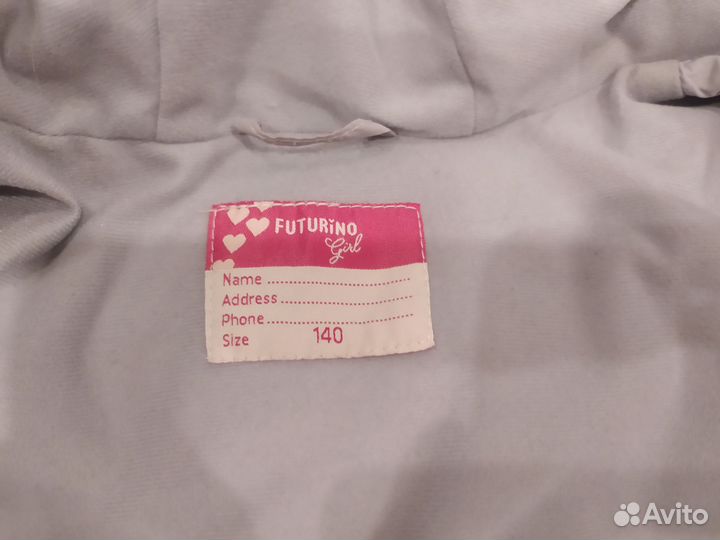 FUTURiNO
Girl
Name
Address
Phone
Size 140
Avito